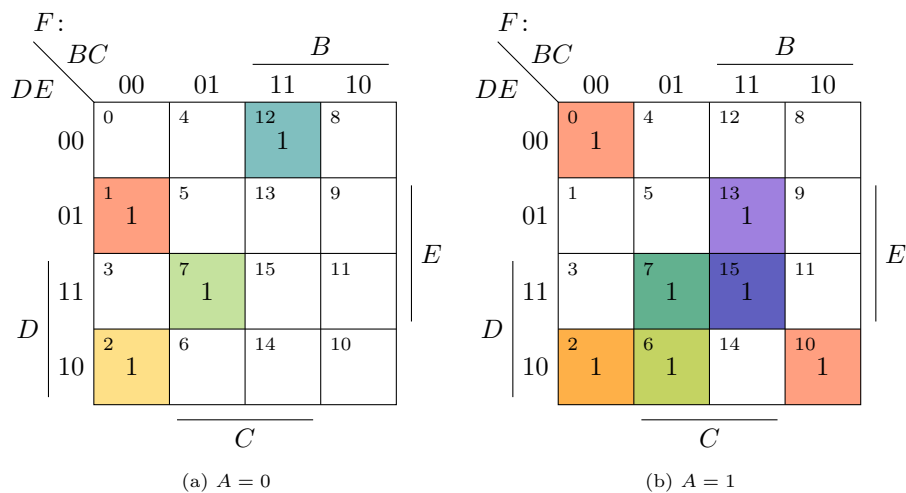 F: F:
BC B BC B
DE 00 01 11 10 DE 00 01 11 10
00 0 4 12 1 8 00 0 1 4 12 8
01 1 1 5 13 9 01 1 5 13 1 9
E E
11 3 7 1 15 11 11 3 7 1 15 1 11
D D
10 2 1 6 14 10 10 2 1 6 1 14 10 1
C C
(a) A = 0 (b) A = 1